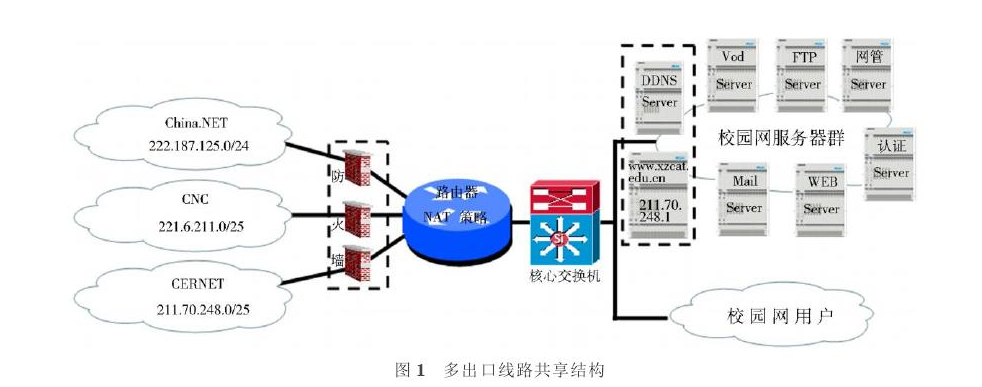 China.NET
222.187.125.0/24
CNC
221.6.211.0/25
CERNET
211.70.248.0/25
防
火
墙
路由器
NAT 策略
Si
核心交换机
DDNS
Server
www.xzcat.
edu.cn
211.70.
248.1
Vod
Server
FTP
Server
网管
Server
校园网服务器群
认证
Server
Mail
Server
WEB
Server
校园网用户
图1 多出口线路共享结构